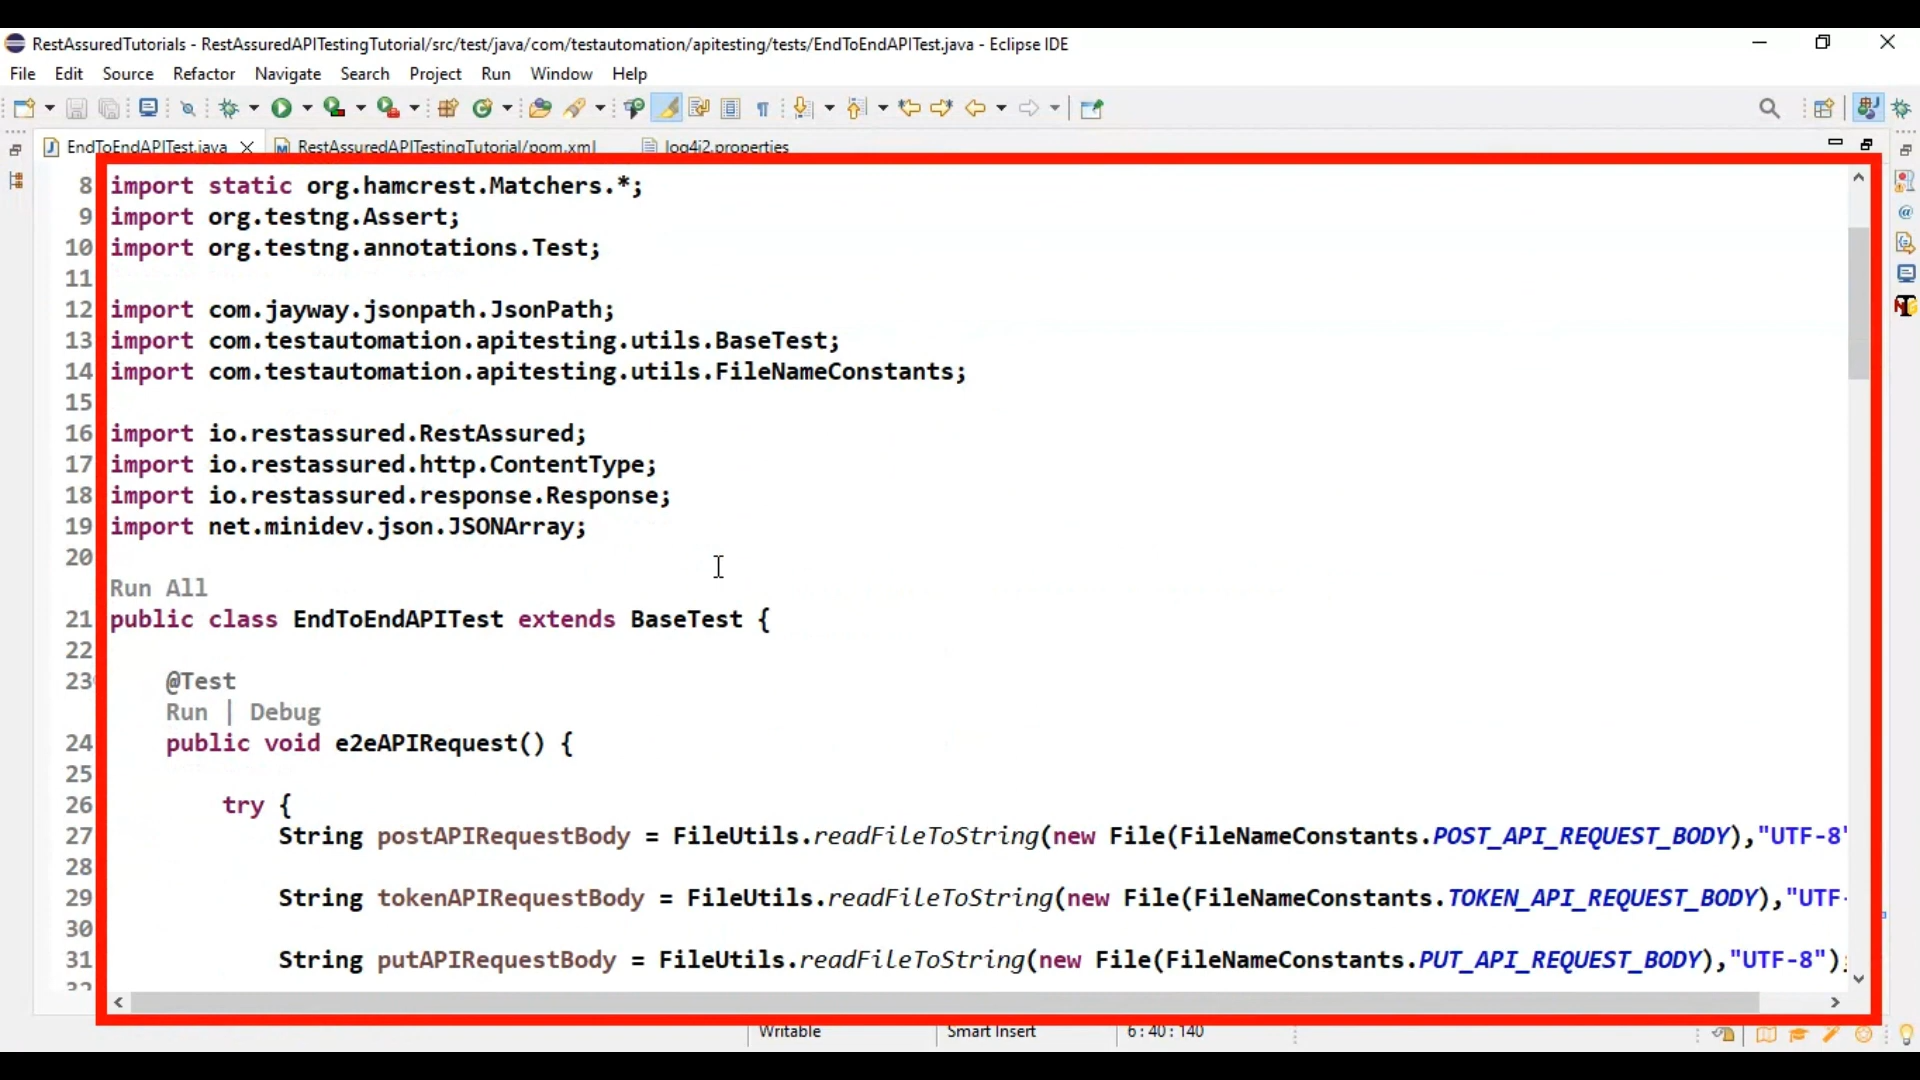 RestAssuredTutorials - RestAssuredAPITestingTutorial/src/test/java/com/testautomation/apitesting/tests/EndToEndAPITest.java - Eclipse IDE
File Edit Source Refactor Navigate Search Project Run Window Help
EndToEndAPITest.java RestAssuredAPITestingTutorial/pom.xml log4j2.properties
8 import static org.hamcrest.Matchers.*;
9 import org.testng.Assert;
10 import org.testng.annotations.Test;
11
12 import com.jayway.jsonpath.JsonPath;
13 import com.testautomation.apitesting.utils.BaseTest;
14 import com.testautomation.apitesting.utils.FileNameConstants;
15
16 import io.restassured.RestAssured;
17 import io.restassured.http.ContentType;
18 import io.restassured.response.Response;
19 import net.minidev.json.JSONArray;
20
Run All
21 public class EndToEndAPITest extends BaseTest {
22
23 @Test
Run | Debug
24 public void e2eAPIRequest() {
25
26 try {
27 String postAPIRequestBody = FileUtils.readFileToString(new File(FileNameConstants.POST_API_REQUEST_BODY),"UTF-8"
28
29 String tokenAPIRequestBody = FileUtils.readFileToString(new File(FileNameConstants.TOKEN_API_REQUEST_BODY),"UTF-
30
31 String putAPIRequestBody = FileUtils.readFileToString(new File(FileNameConstants.PUT_API_REQUEST_BODY),"UTF-8");
32
Writable Smart Insert 6 : 40 : 140